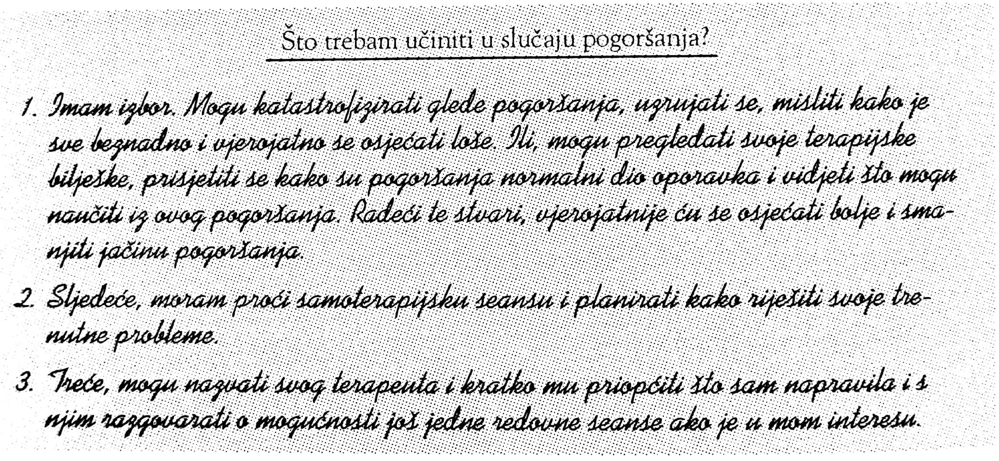 Što trebam učiniti u slučaju pogoršanja?
1. Imam izbor. Mogu katastrofizirati glede pogoršanja, uzrujati se, misliti kako je
sve beznadno i vjerojatno se osjećati loše. Ili, mogu pregledati svoje terapijske
bilješke, prisjetiti se kako su pogoršanja normalni dio oporavka i vidjeti što mogu
naučiti iz ovog pogoršanja. Radeći te stvari, vjerojatnije ću se osjećati bolje i sma-
njiti jačinu pogoršanja.
2. Sljedeće, moram proći samoterapijsku seansu i planirati kako riješiti svoje tre-
nutne probleme.
3. Treće, mogu nazvati svog terapeuta i kratko mu priopćiti što sam napravila i s
njim razgovarati o mogućnosti još jedne redovne seanse ako je u mom interesu.